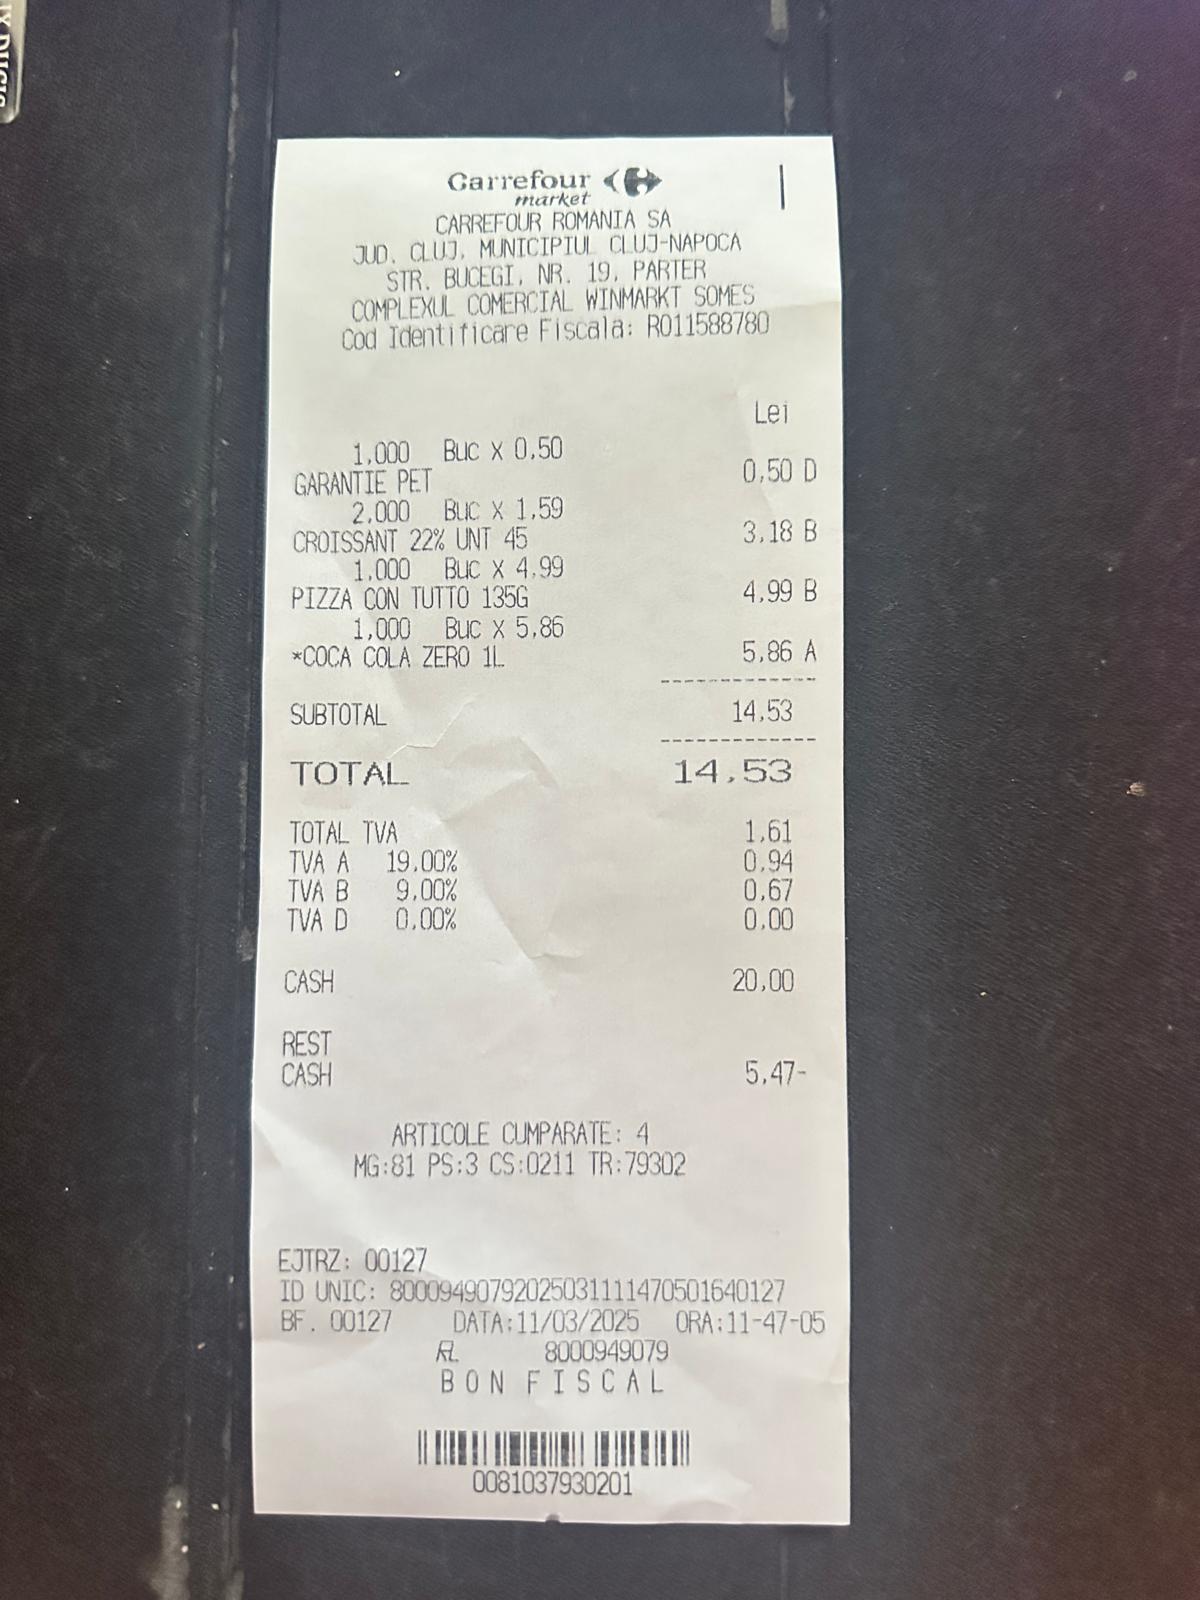 Carrefour
market
CARREFOUR ROMANIA SA
JUD. CLUJ, MUNICIPIUL CLUJ-NAPOCA
STR. BUCEGI, NR. 19, PARTER
COMPLEXUL COMERCIAL WINMARKT SOMES
Cod Identificare Fiscala: RO11588780
Lei
1,000 Buc X 0,50
GARANTIE PET 0,50 D
2,000 Buc X 1,59
CROISSANT 22% UNT 45 3,18 B
1,000 Buc X 4,99
PIZZA CON TUTTO 135G 4,99 B
1,000 Buc X 5,86
*COCA COLA ZERO 1L 5,86 A
SUBTOTAL 14,53
TOTAL 14,53
TOTAL TVA 1,61
TVA A 19,00% 0,94
TVA B 9,00% 0,67
TVA D 0,00% 0,00
CASH 20,00
REST
CASH 5,47-
ARTICOLE CUMPARATE: 4
MG:81 PS:3 CS:0211 TR:79302
EJTRZ: 00127
ID UNIC: 8000949079202503111147050164​0127
BF. 00127 DATA:11/03/2025 ORA:11-47-05
8000949079
BON FISCAL
0081037930201